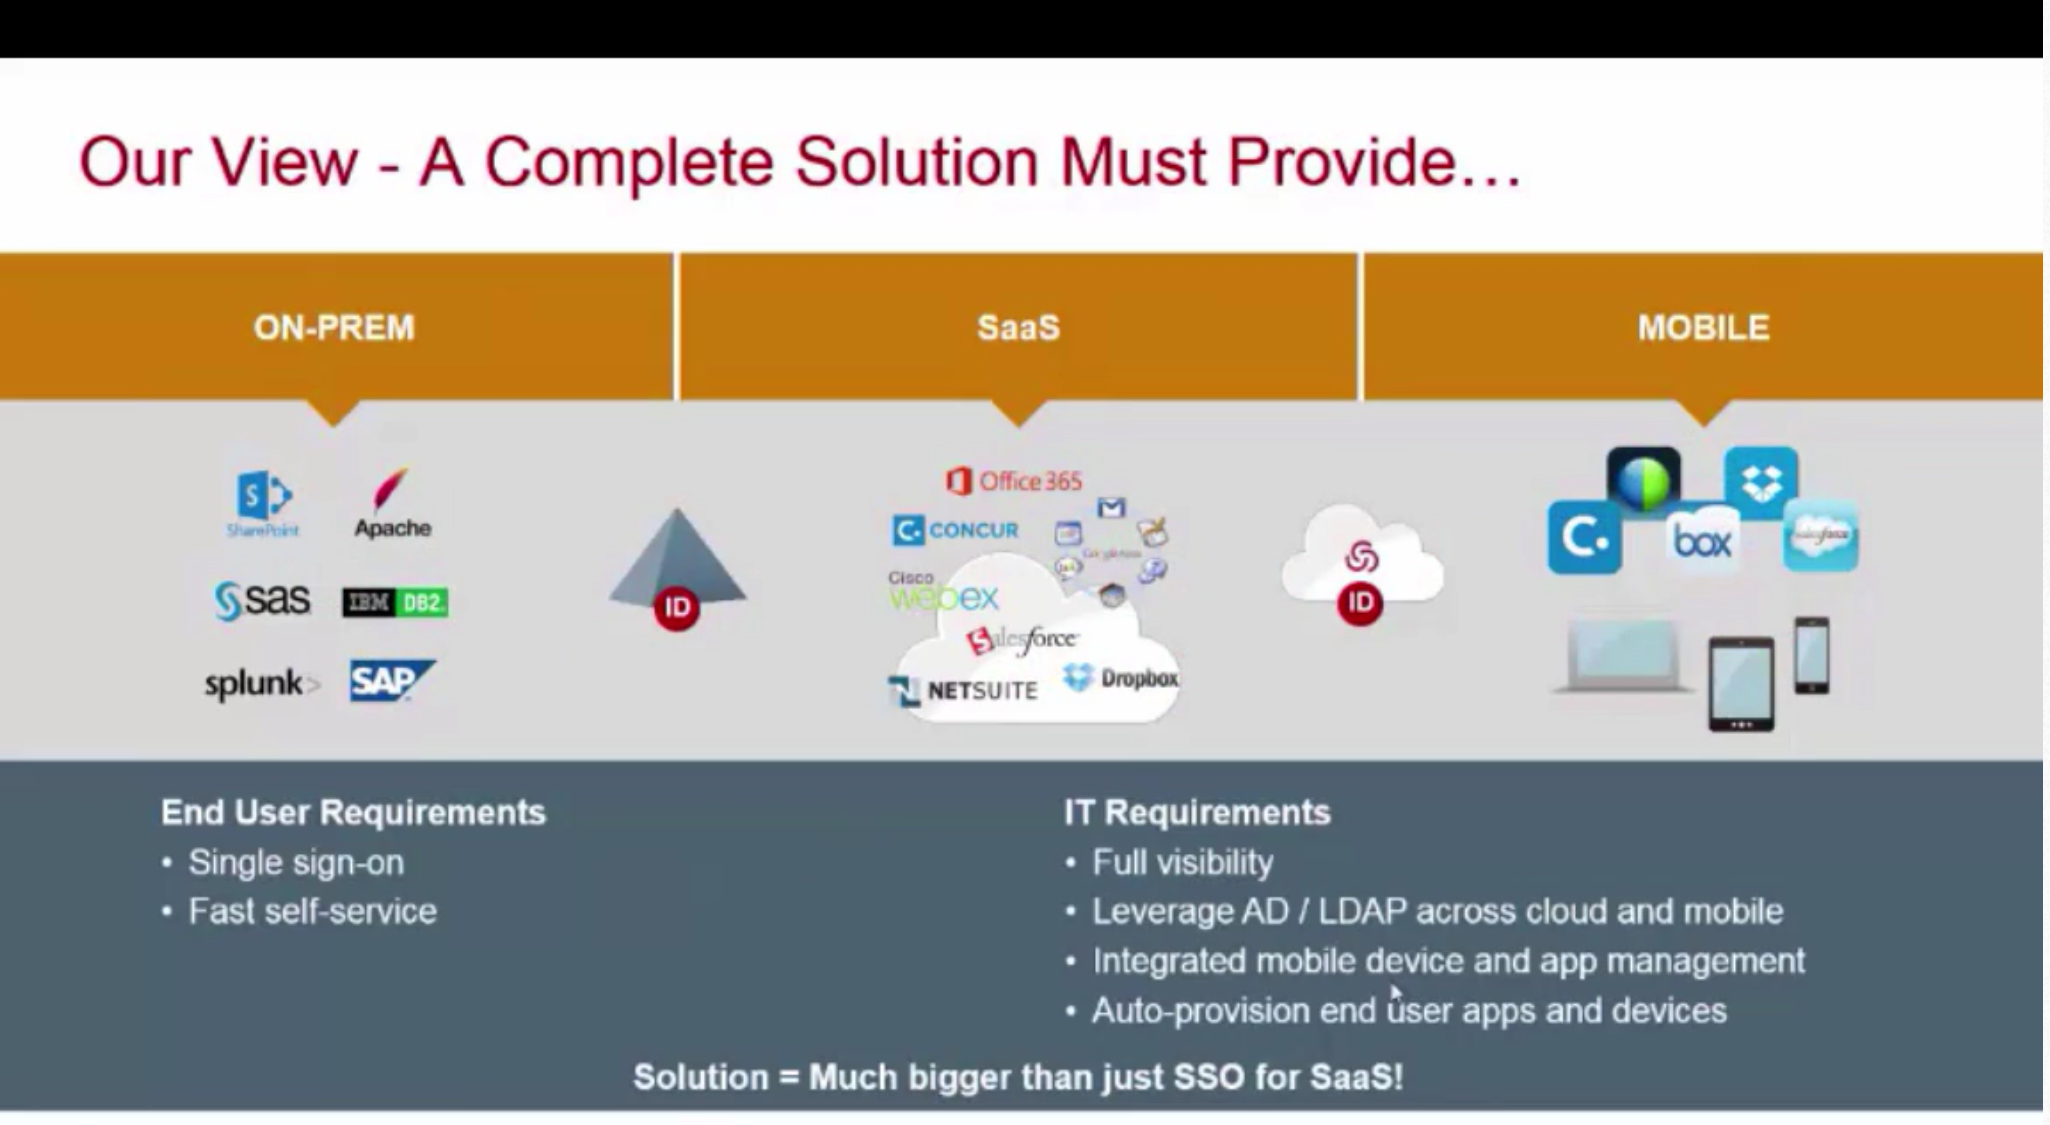 Our View - A Complete Solution Must Provide...
ON-PREM
SaaS
MOBILE
SharePoint
Apache
sas
IBM DB2.
splunk>
SAP
ID
Office 365
C. CONCUR
Cisco
webex
salesforce
NETSUITE
Dropbox
ID
C.
box
salesforce
End User Requirements
• Single sign-on
• Fast self-service
IT Requirements
• Full visibility
• Leverage AD / LDAP across cloud and mobile
• Integrated mobile device and app management
• Auto-provision end user apps and devices
Solution = Much bigger than just SSO for SaaS!